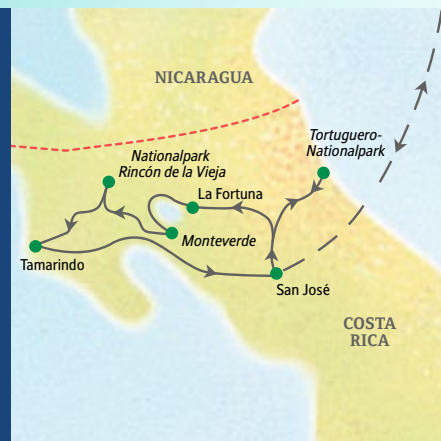 NICARAGUA
Tortuguero-
Nationalpark
Nationalpark
Rincón de la Vieja
La Fortuna
Monteverde
Tamarindo
San José
COSTA
RICA